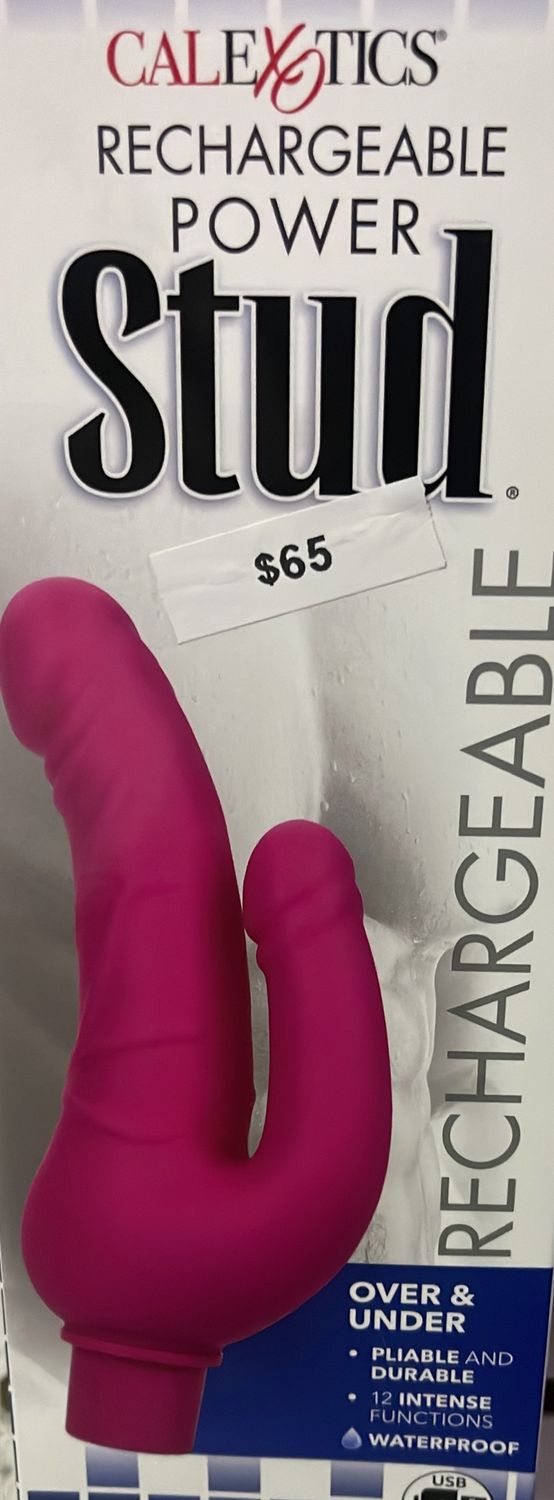 CALEXOTICS®
RECHARGEABLE
POWER
Stud®
$65
RECHARGEABLE
OVER &
UNDER
• PLIABLE AND
DURABLE
• 12 INTENSE
FUNCTIONS
WATERPROOF
USB